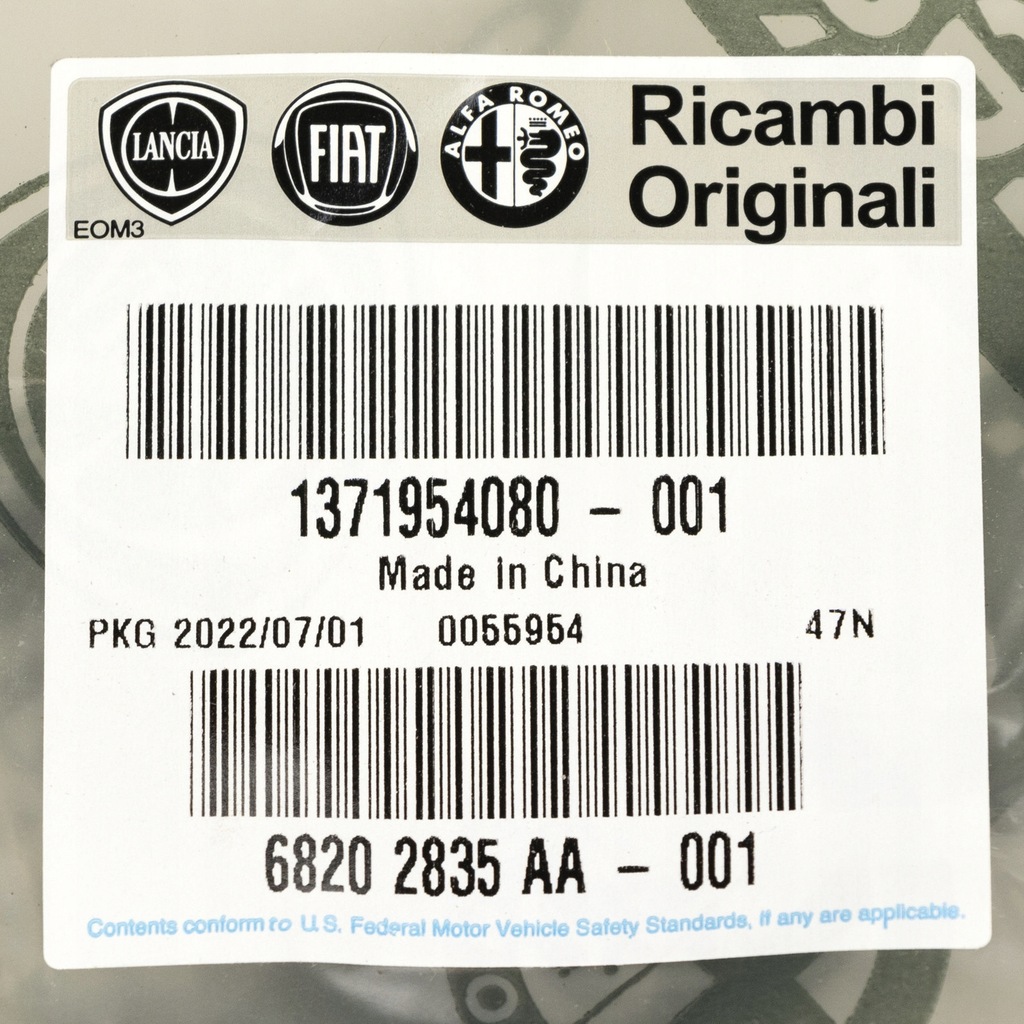 LANCIA
FIAT
ALFA ROMEO
Ricambi
Originali
EOM3
1371954080 - 001
Made in China
PKG 2022/07/01 0055954 47N
6820 2835 AA - 001
Contents conform to U.S. Federal Motor Vehicle Safety Standards, if any are applicable.